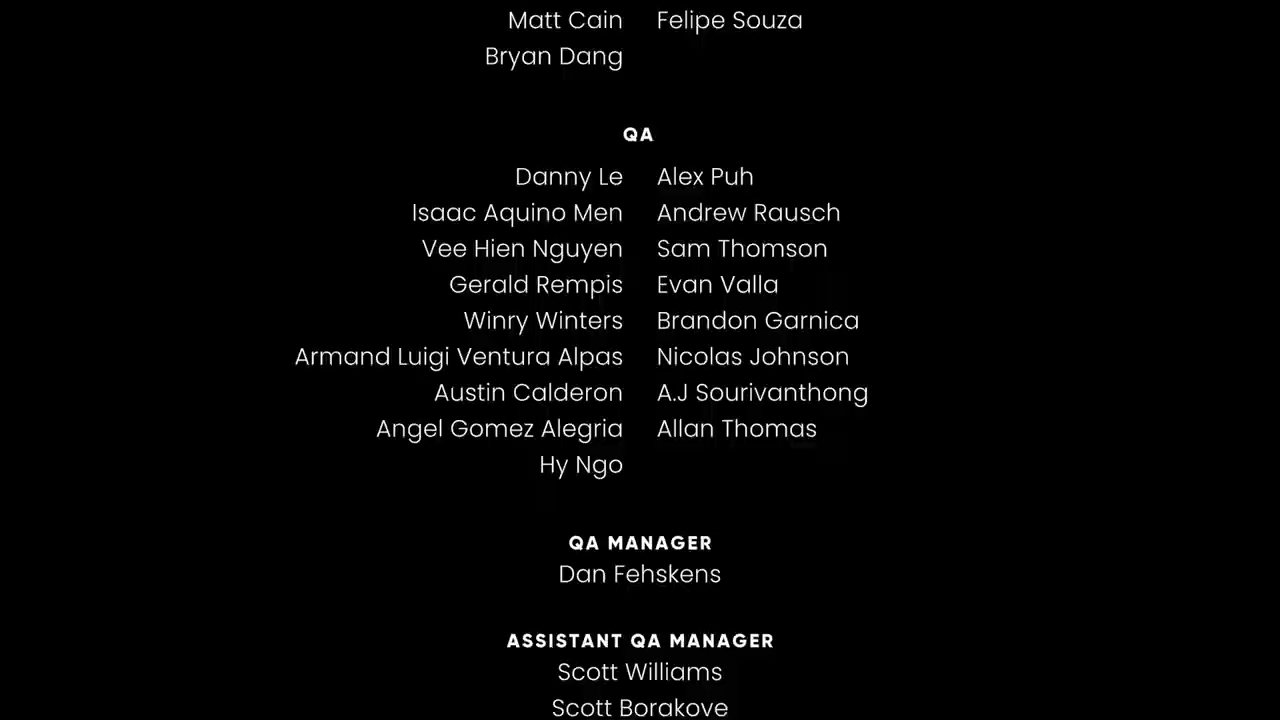 Matt Cain Felipe Souza
Bryan Dang
QA
Danny Le Alex Puh
Isaac Aquino Men Andrew Rausch
Vee Hien Nguyen Sam Thomson
Gerald Rempis Evan Valla
Winry Winters Brandon Garnica
Armand Luigi Ventura Alpas Nicolas Johnson
Austin Calderon A.J Sourivanthong
Angel Gomez Alegria Allan Thomas
Hy Ngo
QA MANAGER
Dan Fehskens
ASSISTANT QA MANAGER
Scott Williams
Scott Borakove